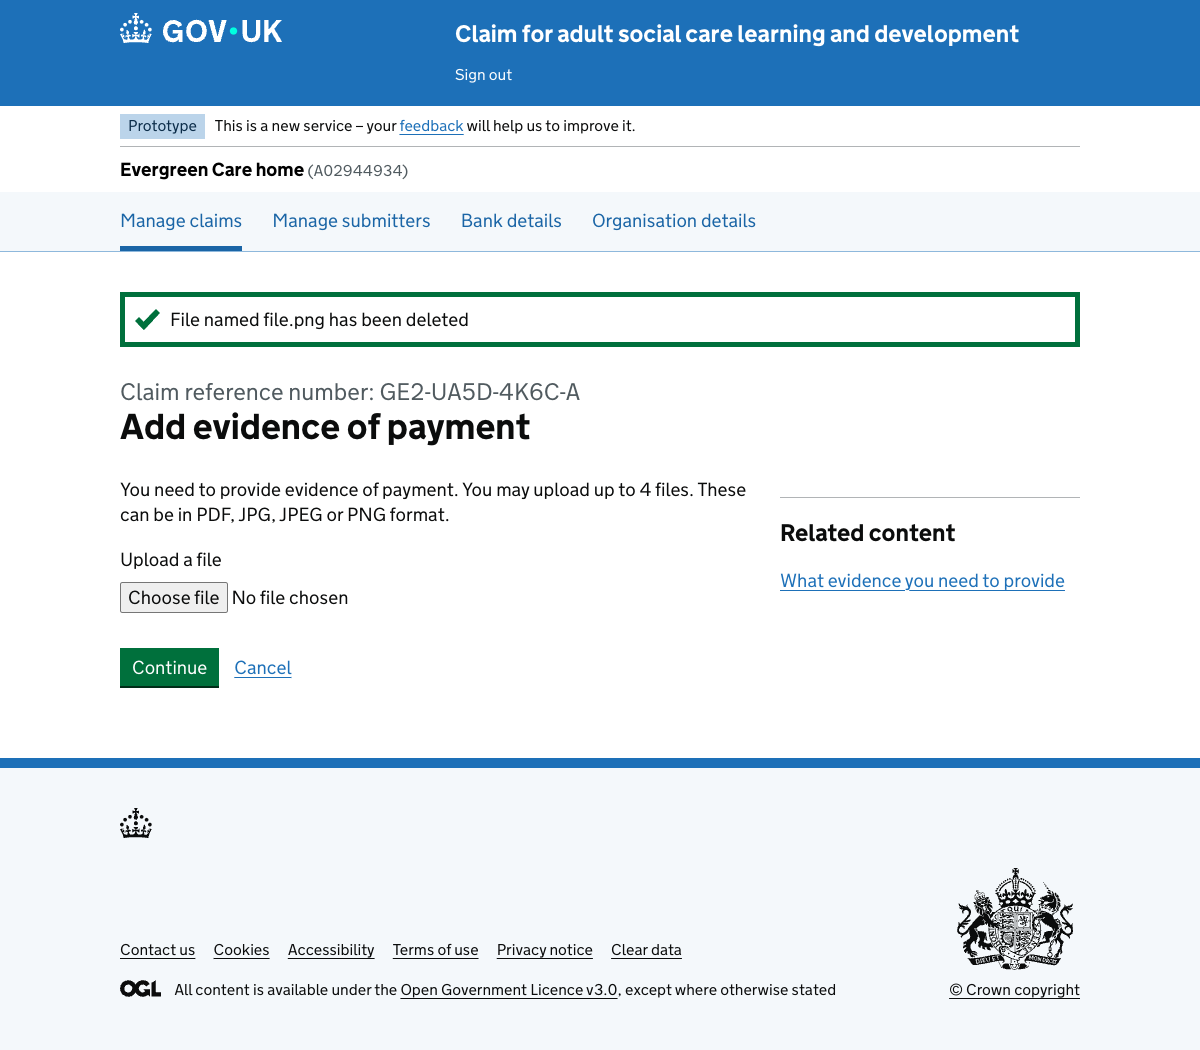 GOV·UK
Claim for adult social care learning and development
Sign out
Prototype This is a new service – your feedback will help us to improve it.
Evergreen Care home (A02944934)
Manage claims Manage submitters Bank details Organisation details
File named file.png has been deleted
Claim reference number: GE2-UA5D-4K6C-A
Add evidence of payment
You need to provide evidence of payment. You may upload up to 4 files. These
can be in PDF, JPG, JPEG or PNG format.
Upload a file
Choose file No file chosen
Continue Cancel
Related content
What evidence you need to provide
Contact us Cookies Accessibility Terms of use Privacy notice Clear data
OGL All content is available under the Open Government Licence v3.0, except where otherwise stated
© Crown copyright